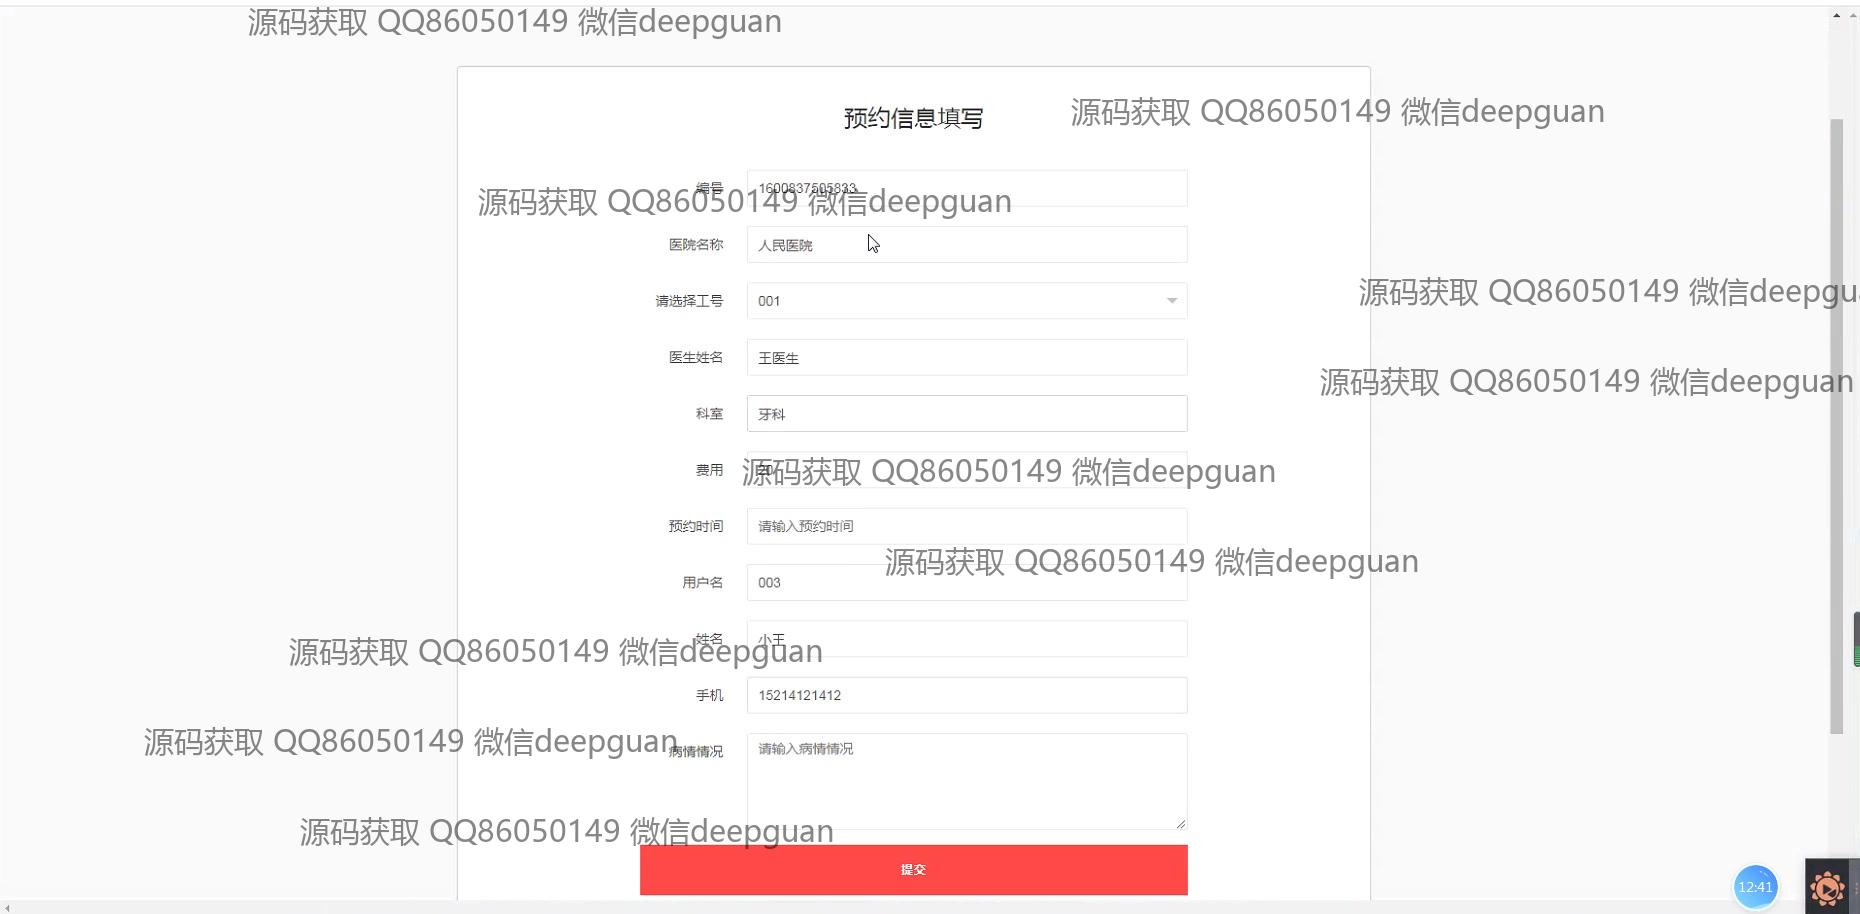 源码获取 QQ86050149 微信deepguan
预约信息填写
源码获取 QQ86050149 微信deepguan
编号 1600837505833
源码获取 QQ86050149 微信deepguan
医院名称 人民医院
源码获取 QQ86050149 微信deepgu
请选择工号 001
医生姓名 王医生
源码获取 QQ86050149 微信deepguan
科室 牙科
费用
源码获取 QQ86050149 微信deepguan
预约时间 请输入预约时间
源码获取 QQ86050149 微信deepguan
用户名 003
姓名 小王
源码获取 QQ86050149 微信deepguan
手机 15214121412
源码获取 QQ86050149 微信deepguan
病情情况 请输入病情情况
源码获取 QQ86050149 微信deepguan
提交
12:41